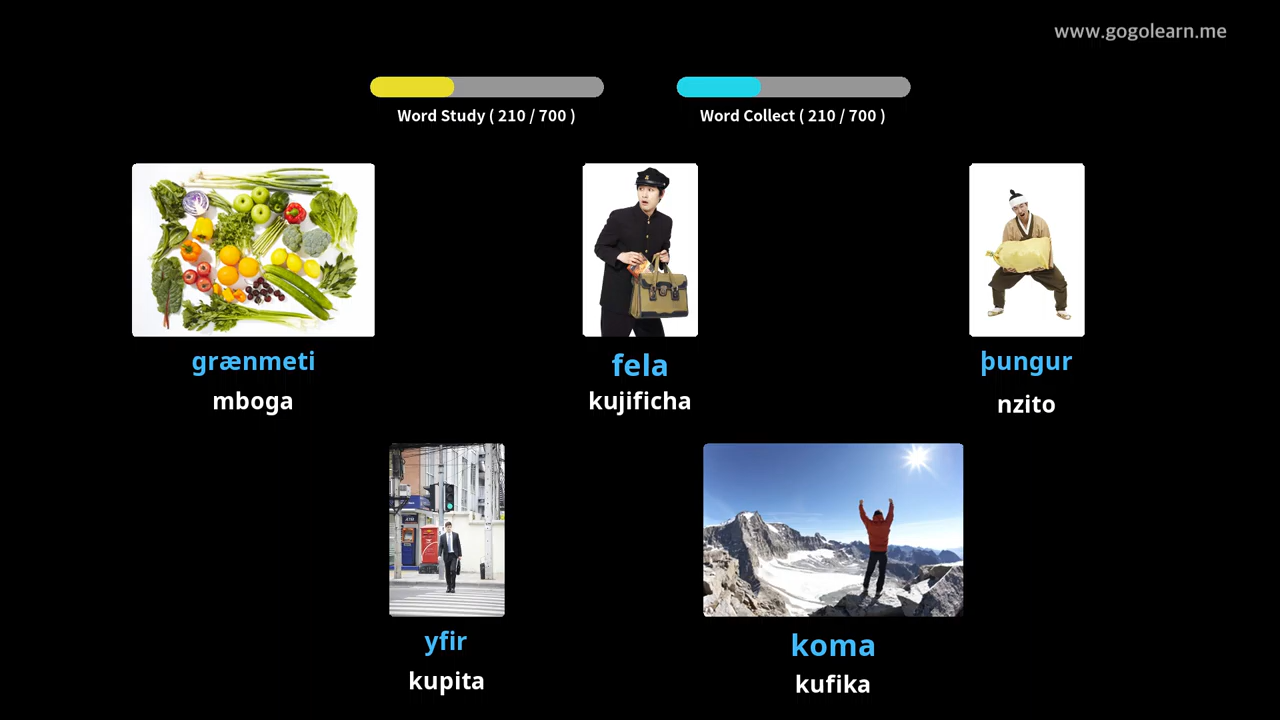 www.gogolearn.me
Word Study ( 210 / 700 )
Word Collect ( 210 / 700 )
grænmeti
mboga
fela
kujificha
þungur
nzito
yfir
kupita
koma
kufika